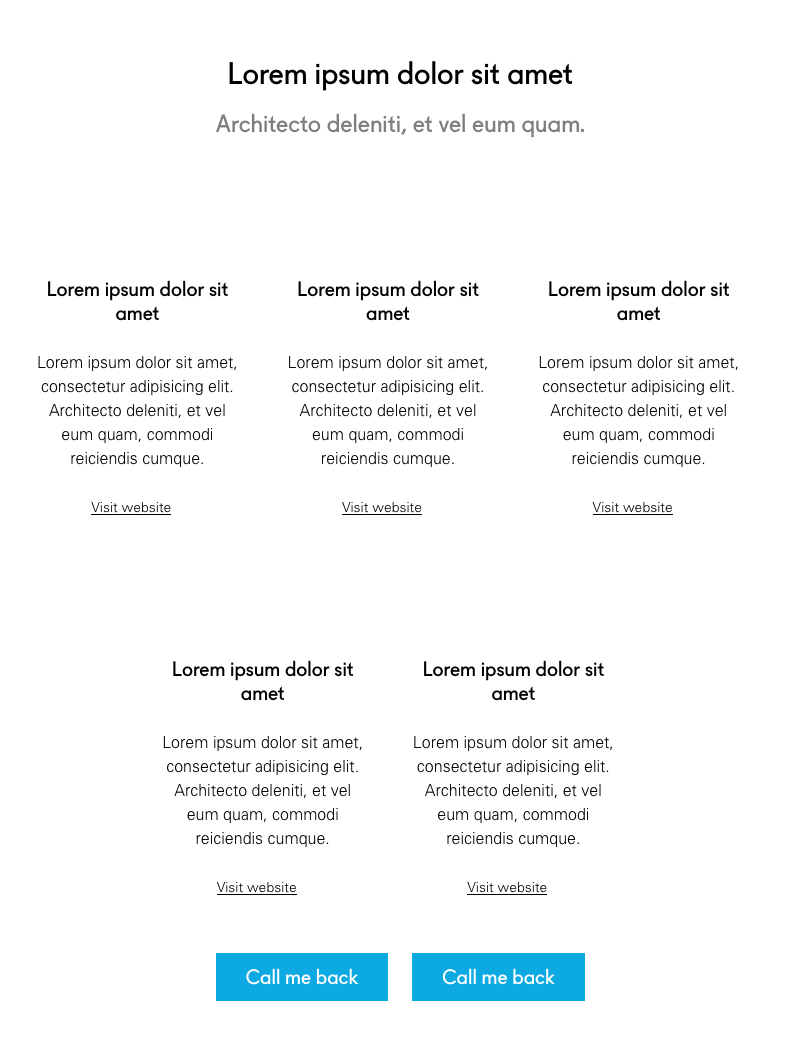 Lorem ipsum dolor sit amet
Architecto deleniti, et vel eum quam.
Lorem ipsum dolor sit
amet
Lorem ipsum dolor sit amet,
consectetur adipisicing elit.
Architecto deleniti, et vel
eum quam, commodi
reiciendis cumque.
Visit website
Lorem ipsum dolor sit
amet
Lorem ipsum dolor sit amet,
consectetur adipisicing elit.
Architecto deleniti, et vel
eum quam, commodi
reiciendis cumque.
Visit website
Lorem ipsum dolor sit
amet
Lorem ipsum dolor sit amet,
consectetur adipisicing elit.
Architecto deleniti, et vel
eum quam, commodi
reiciendis cumque.
Visit website
Lorem ipsum dolor sit
amet
Lorem ipsum dolor sit amet,
consectetur adipisicing elit.
Architecto deleniti, et vel
eum quam, commodi
reiciendis cumque.
Visit website
Lorem ipsum dolor sit
amet
Lorem ipsum dolor sit amet,
consectetur adipisicing elit.
Architecto deleniti, et vel
eum quam, commodi
reiciendis cumque.
Visit website
Call me back
Call me back